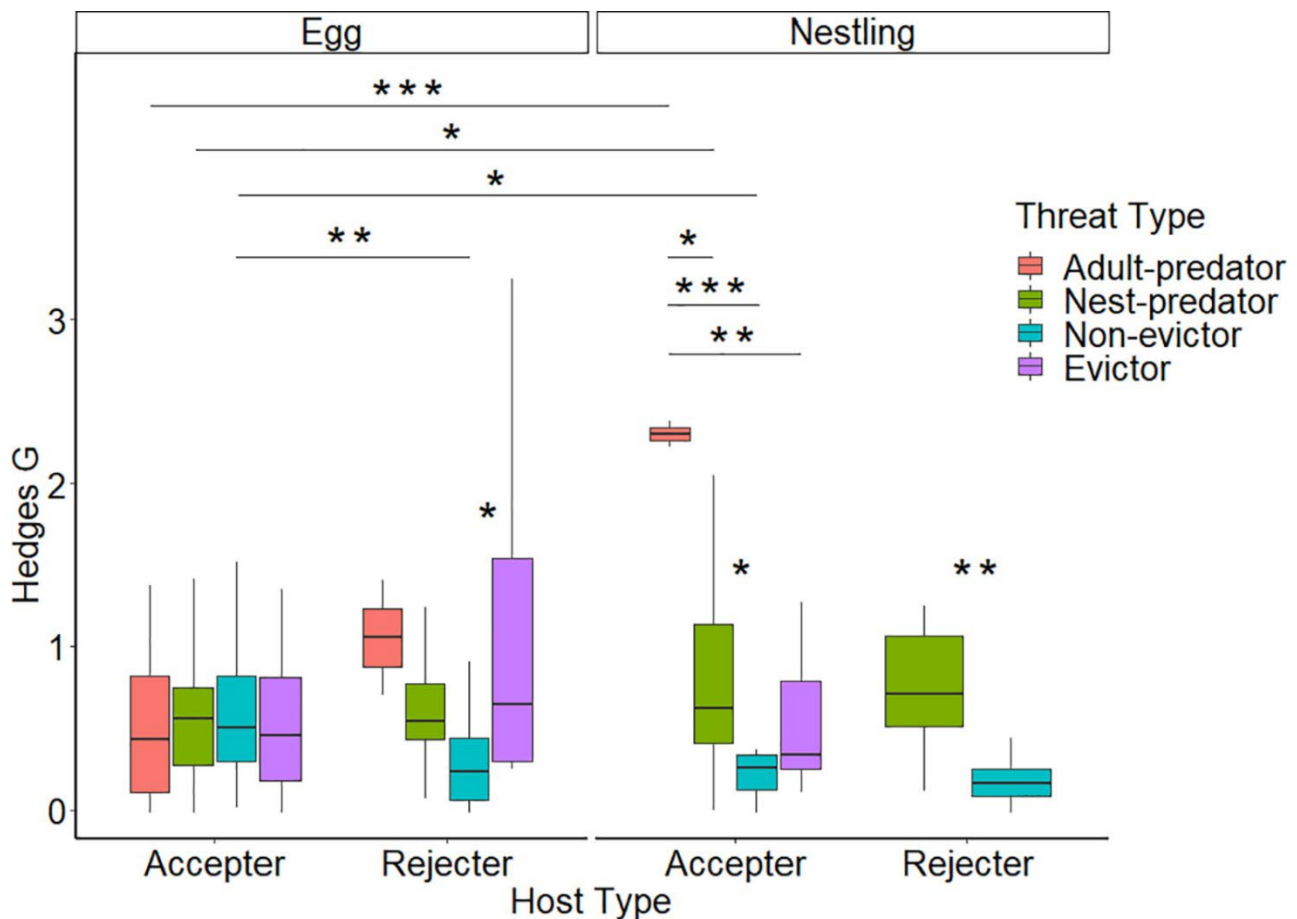 Egg
Nestling
***
*
*
**
*
***
**
*
*
**
Threat Type
Adult-predator
Nest-predator
Non-evictor
Evictor
Hedges G
3
2
1
0
Accepter
Rejecter
Accepter
Rejecter
Host Type